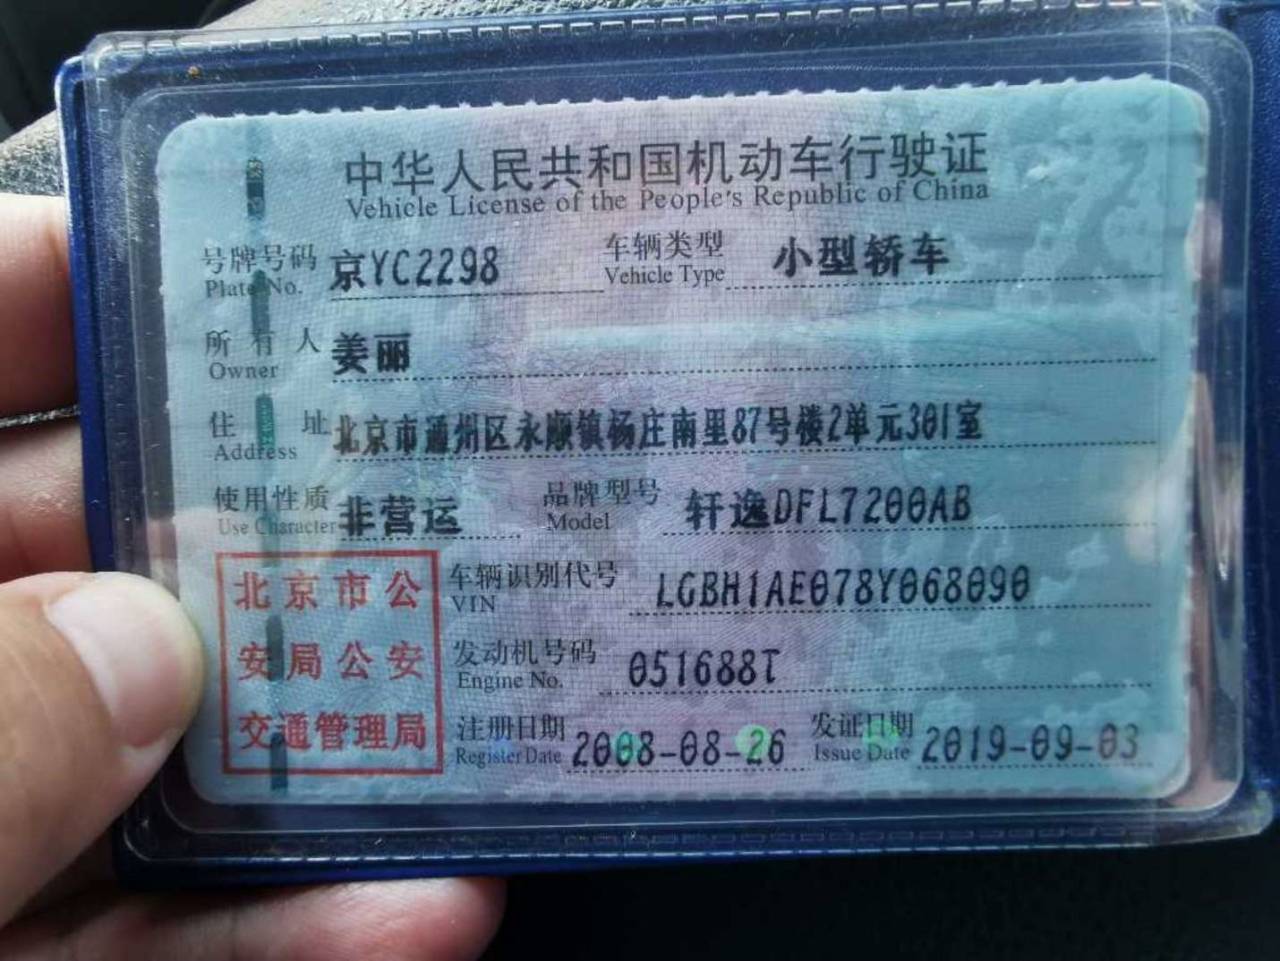 中华人民共和国机动车行驶证
Vehicle License of the People's Republic of China
号牌号码 京YC2298 车辆类型 小型轿车
Plate No. Vehicle Type
所有人 姜丽
Owner
住址 北京市通州区永顺镇杨庄南里87号楼2单元301室
Address
使用性质 非营运 品牌型号 轩逸DFL7200AB
Use Character Model
北京市公
安局公安
交通管理局
车辆识别代号 LGBH1AE078Y068090
VIN
发动机号码 051688T
Engine No.
注册日期 2008-08-26 发证日期 2019-09-03
Register Date Issue Date